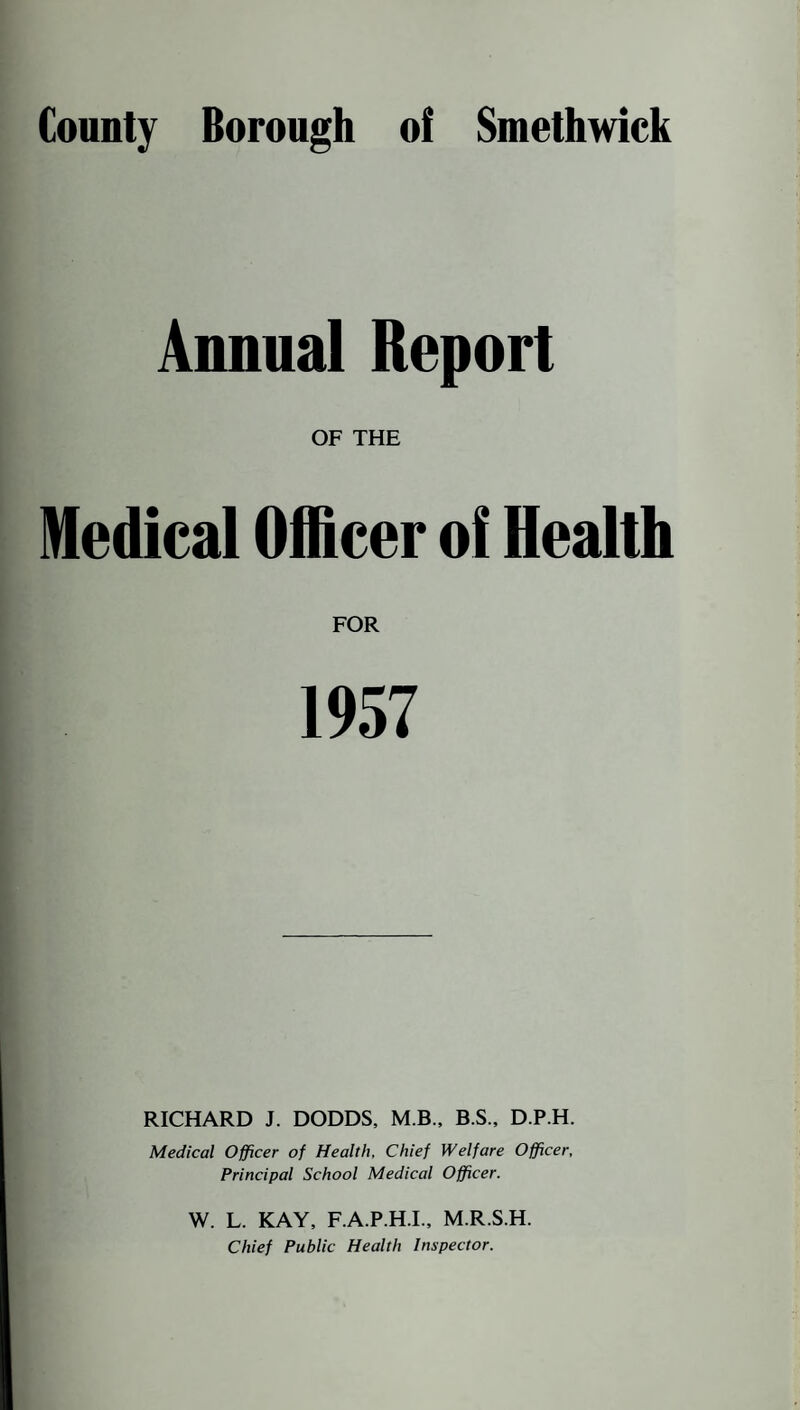 County Borough of Smethwick
Annual Report
OF THE
Medical Officer of Health
FOR
1957
RICHARD J. DODDS, M.B., B.S., D.P.H.
Medical Officer of Health, Chief Welfare Officer,
Principal School Medical Officer.
W. L. KAY, F.A.P.H.I., M.R.S.H.
Chief Public Health Inspector.